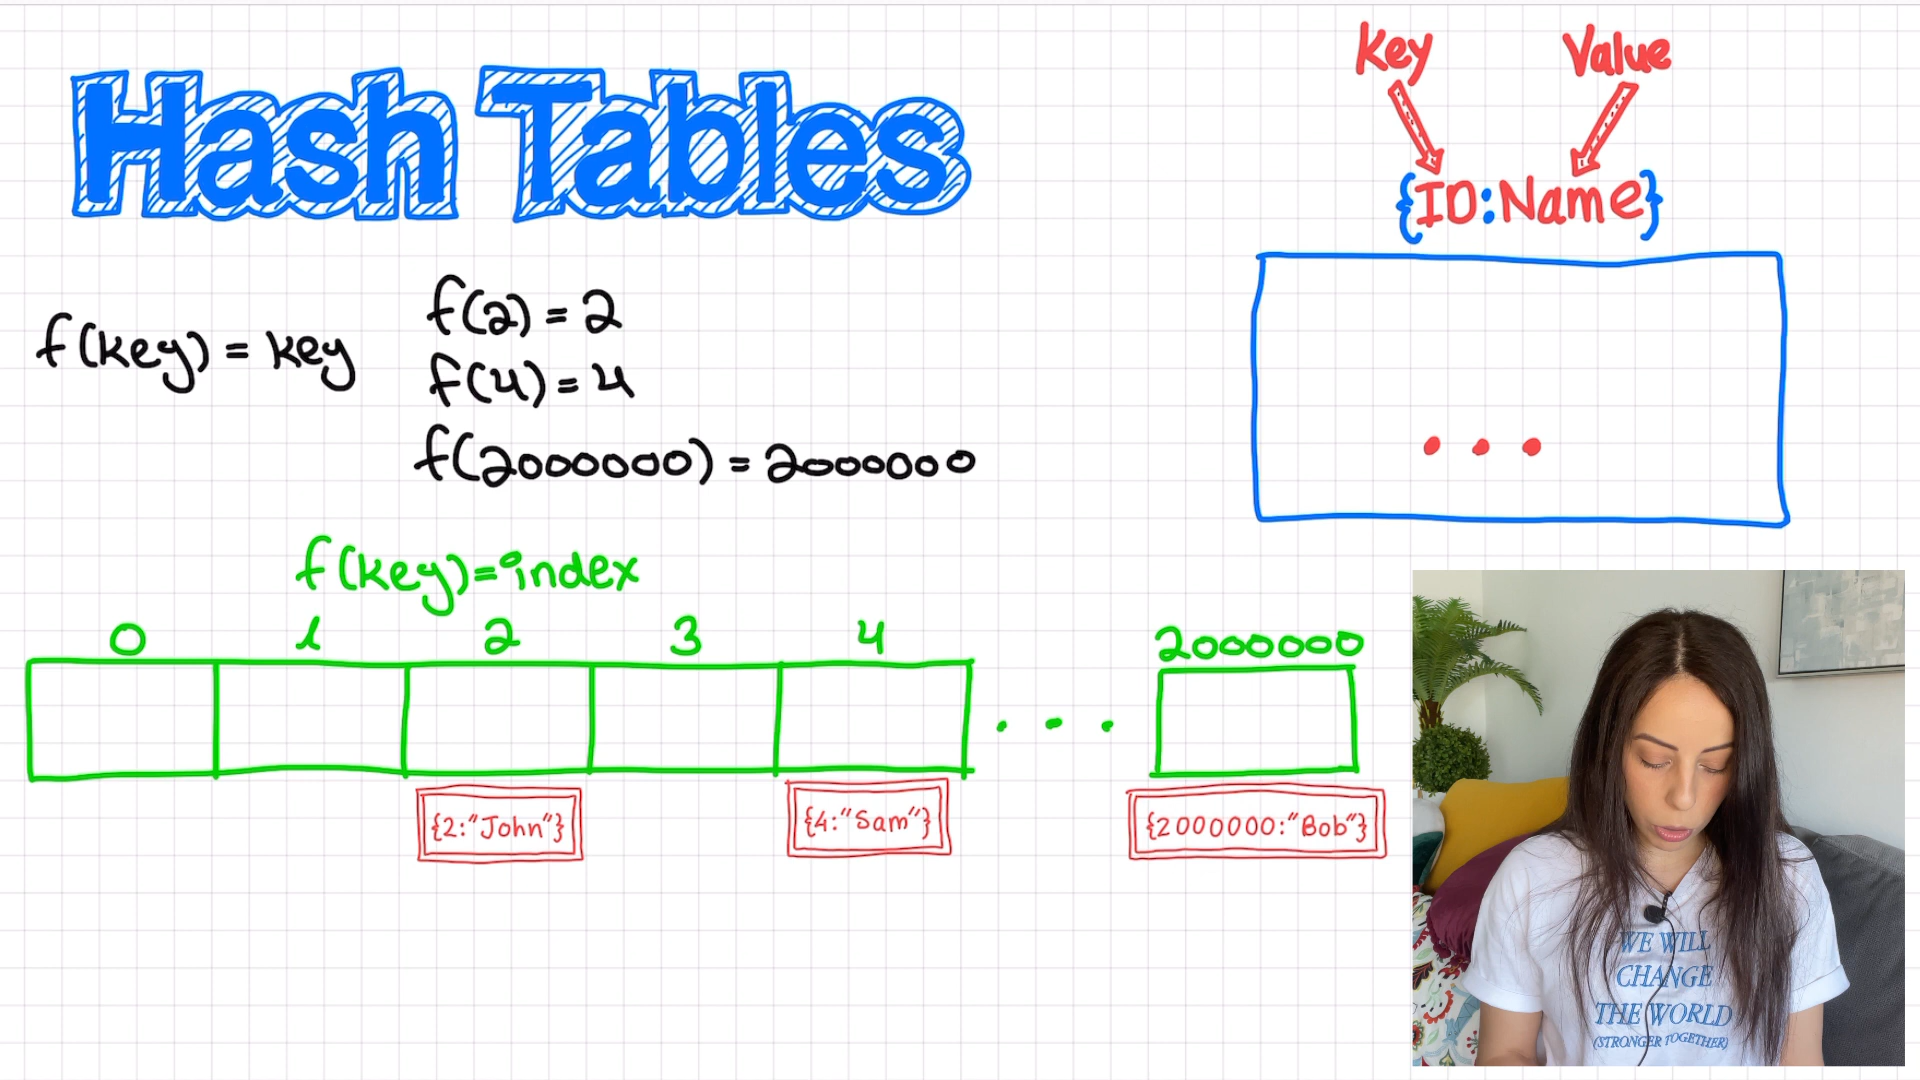 Hash Tables
Key Value
{ID:Name}
f(key) = key
f(2) = 2
f(4) = 4
f(2000000) = 2000000
f(key)=index
0 1 2 3 4 2000000
{2:"John"} {4:"Sam"} {2000000:"Bob"}
WE WILL
CHANGE
THE WORLD
(STRONGER TOGETHER)